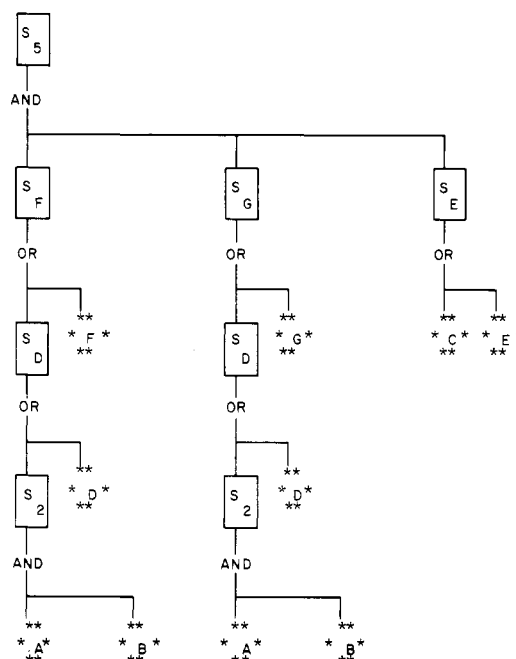 S 5
AND
S F S G S E
OR OR OR
** ** ** **
* F * * G * * C * * E
** ** ** **
S D S D
OR OR
** **
* D * * D *
** **
S 2 S 2
AND AND
** ** ** **
* A * * B * * A * * B *
** ** ** **